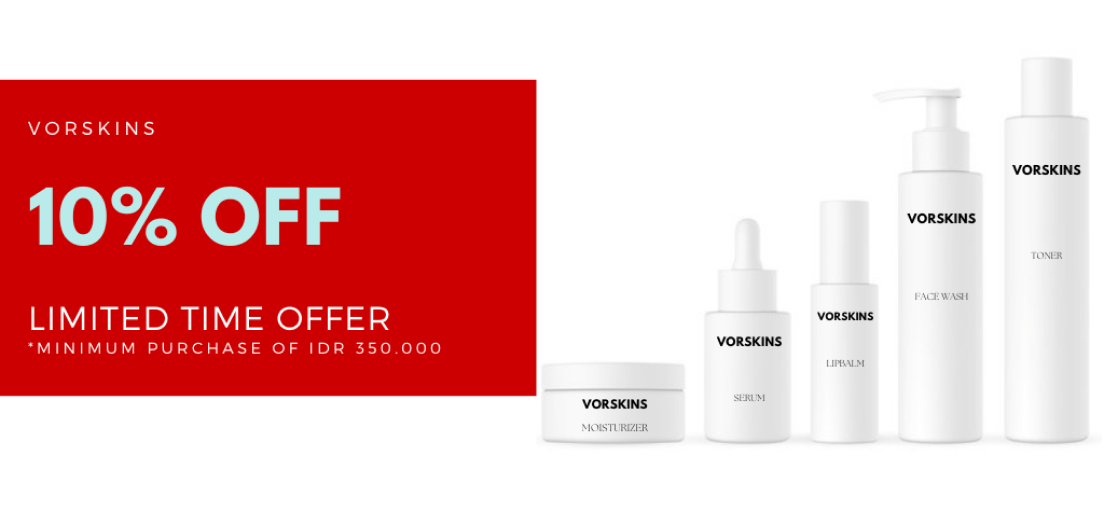 VORSKINS
10% OFF
LIMITED TIME OFFER
*MINIMUM PURCHASE OF IDR 350.000
VORSKINS
MOISTURIZER
VORSKINS
SERUM
VORSKINS
LIPBALM
VORSKINS
FACE WASH
VORSKINS
TONER